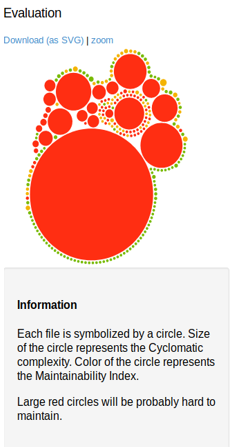 Evaluation
Download (as SVG) | zoom
Information
Each file is symbolized by a circle. Size
of the circle represents the Cyclomatic
complexity. Color of the circle represents
the Maintainability Index.
Large red circles will be probably hard to
maintain.